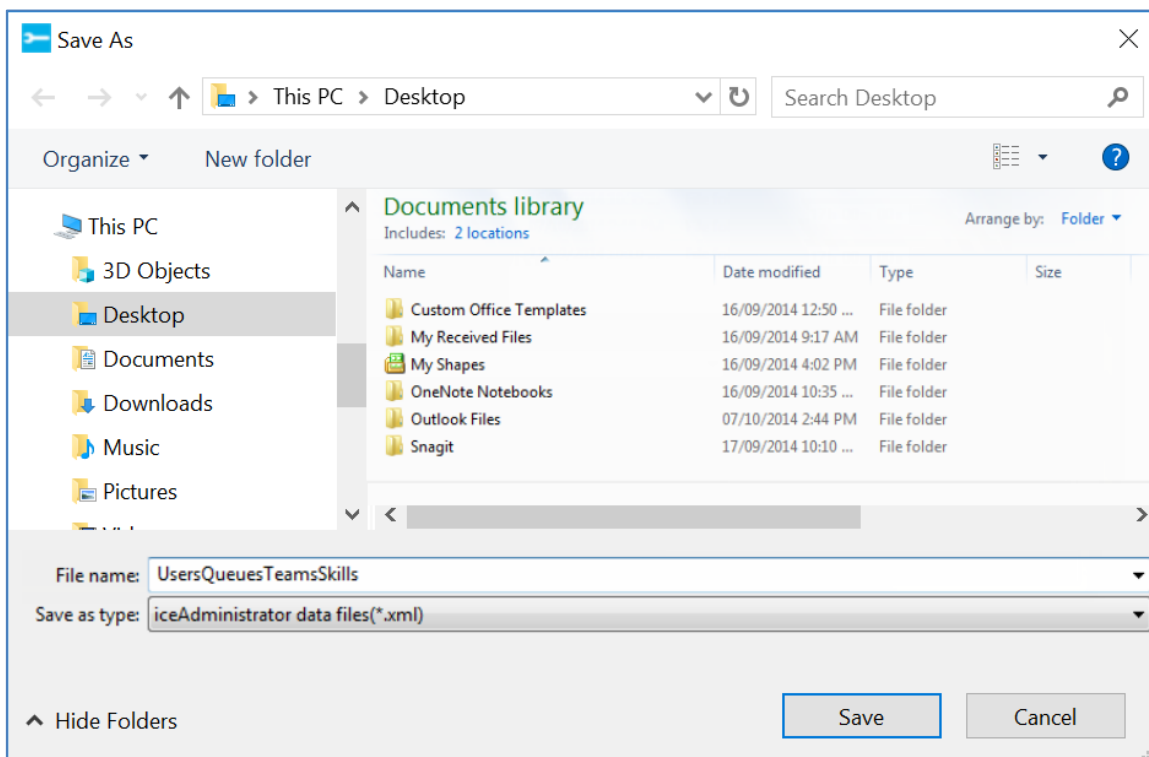 Save As
This PC > Desktop
Search Desktop
Organize
New folder
?
This PC
3D Objects
Desktop
Documents
Downloads
Music
Pictures
Documents library
Includes: 2 locations
Arrange by: Folder
Name Date modified Type Size
Custom Office Templates 16/09/2014 12:50 ... File folder
My Received Files 16/09/2014 9:17 AM File folder
My Shapes 16/09/2014 4:02 PM File folder
OneNote Notebooks 16/09/2014 10:35 ... File folder
Outlook Files 07/10/2014 2:44 PM File folder
Snagit 17/09/2014 10:10 ... File folder
File name: UsersQueuesTeamsSkills
Save as type: iceAdministrator data files(*.xml)
Hide Folders
Save
Cancel